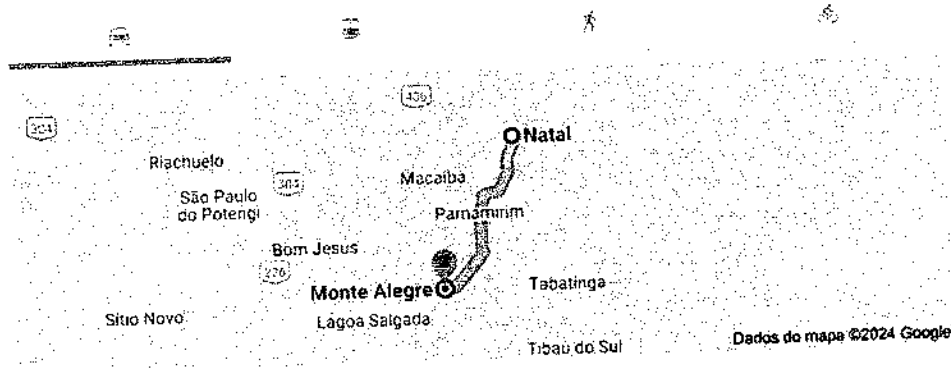 406
304
Natal
Riachuelo
Macaíba
304
São Paulo
do Potengi
Parnamirim
Bom Jesus
226
Monte Alegre
Tabatinga
Sítio Novo
Lagoa Salgada
Tibau do Sul
Dados do mapa ©2024 Google